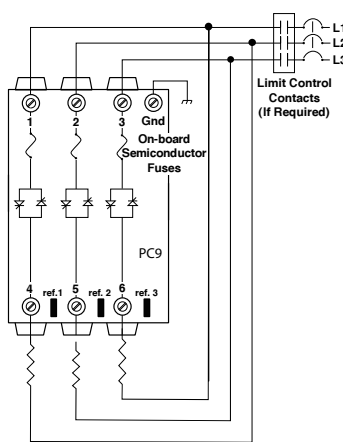 L1
L2
L3
Limit Control
Contacts
(If Required)
1
2
3
Gnd
On-board
Semiconductor
Fuses
PC9
4
ref.1
5
ref. 2
6
ref. 3